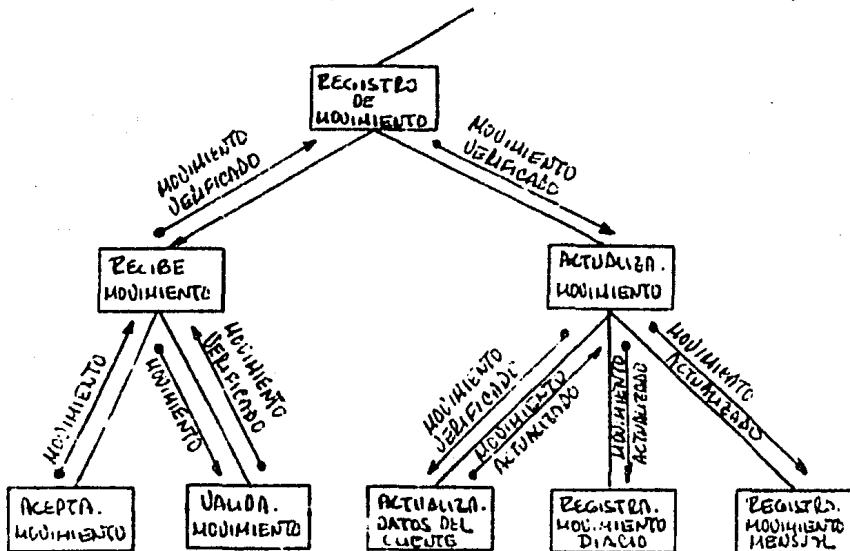 REGISTRO
DE
MOVIMIENTO
MOVIMIENTO
VERIFICADO
MOVIMIENTO
VERIFICADO
RECIBE
MOVIMIENTO
ACTUALIZA.
MOVIMIENTO
MOVIMIENTO
MOVIMIENTO
MOVIMIENTO
VERIFICADO
MOVIMIENTO
VERIFICADO
MOVIMIENTO
ACTUALIZADO
MOVIMIENTO
ACTUALIZADO
MOVIMIENTO
ACTUALIZADO
ACEPTA.
MOVIMIENTO
VALIDA.
MOVIMIENTO
ACTUALIZA.
DATOS DEL
CLIENTE
REGISTRA.
MOVIMIENTO
DIARIO
REGISTRA.
MOVIMIENTO
MENSUAL